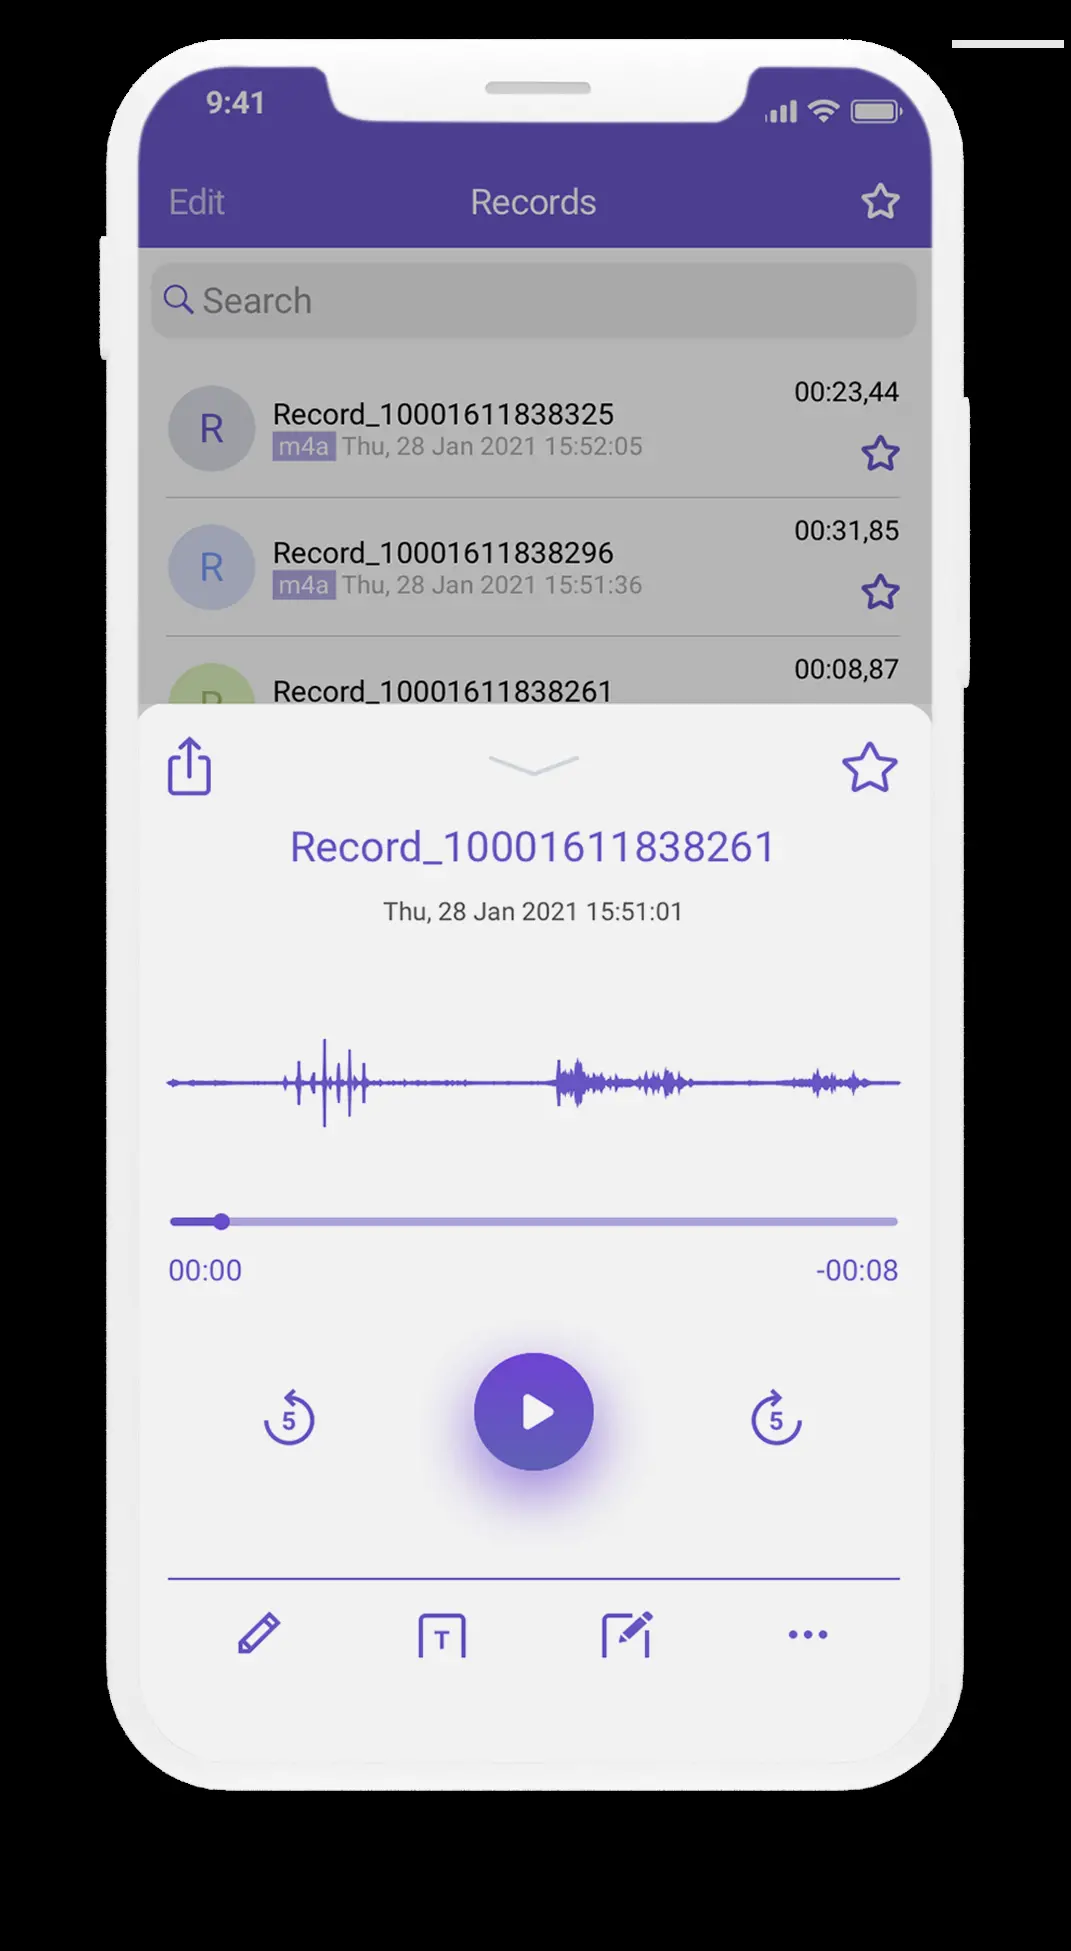 9:41
Edit Records
Search
R Record_10001611838325 00:23,44
m4a Thu, 28 Jan 2021 15:52:05
R Record_10001611838296 00:31,85
m4a Thu, 28 Jan 2021 15:51:36
R Record_10001611838261 00:08,87
Record_10001611838261
Thu, 28 Jan 2021 15:51:01
00:00 -00:08
5 5
T